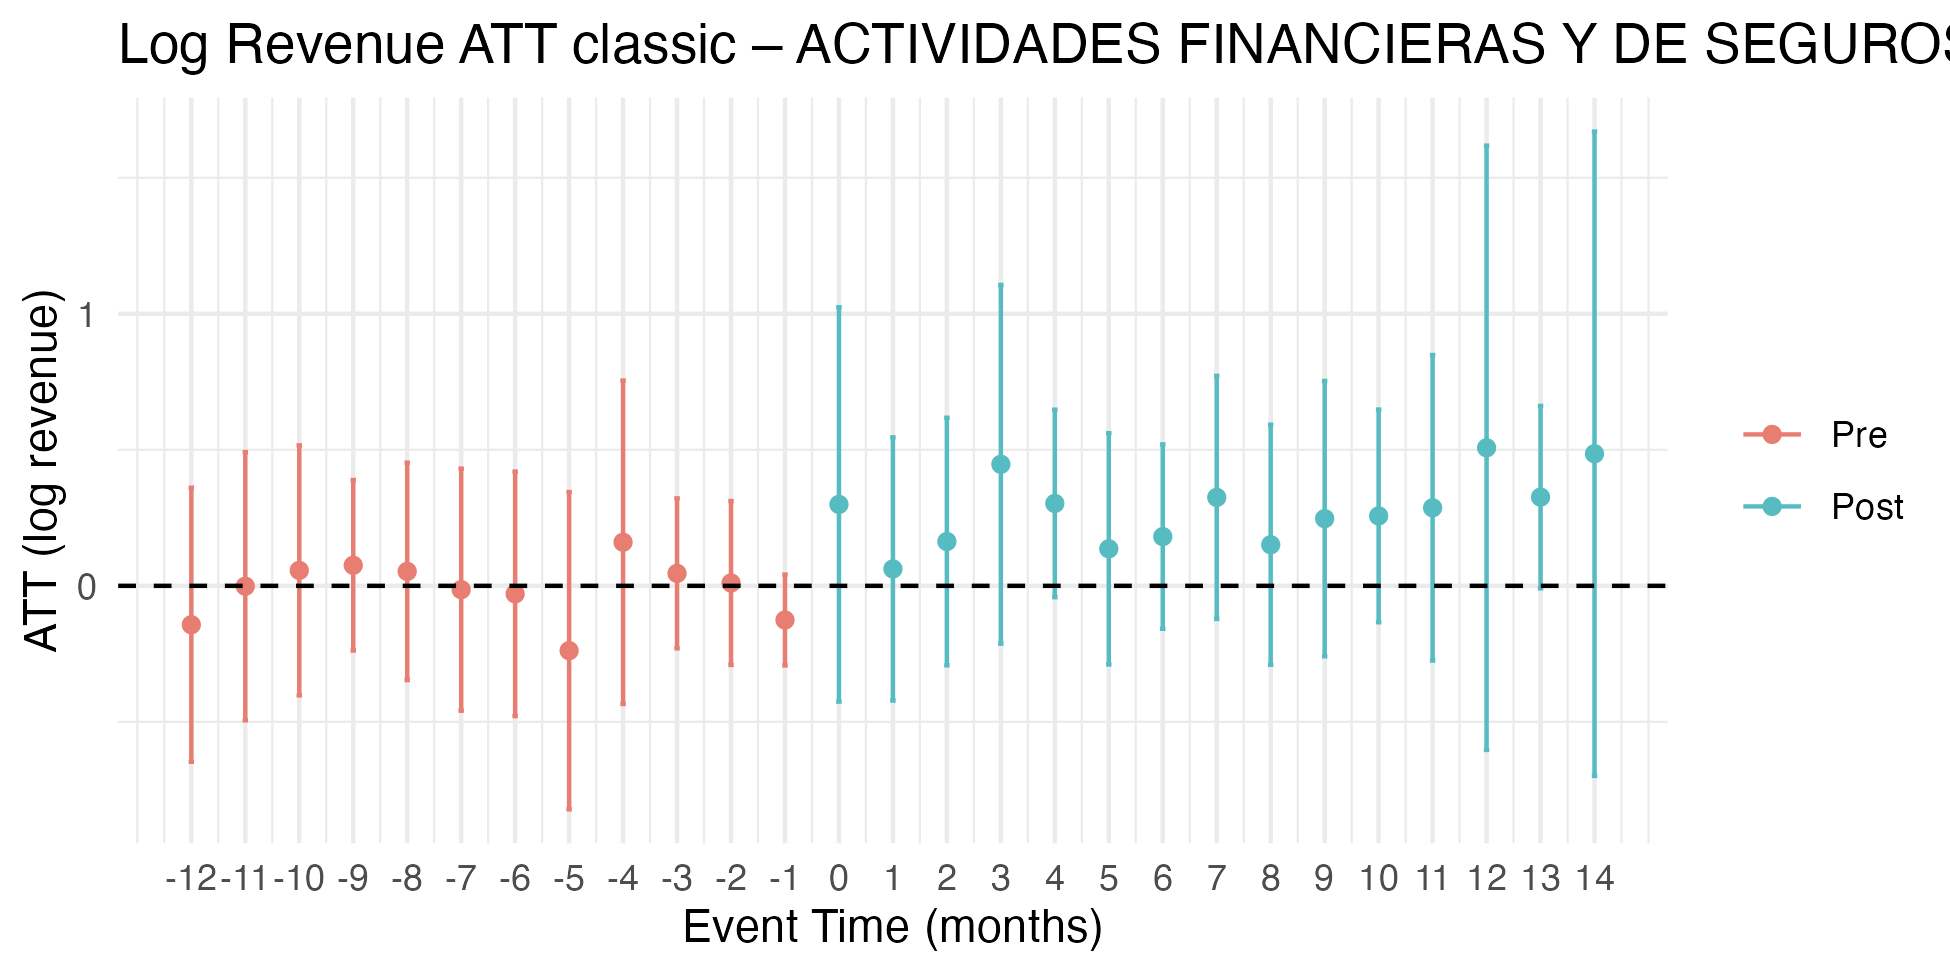 Log Revenue ATT classic – ACTIVIDADES FINANCIERAS Y DE SEGUROS
ATT (log revenue)
1
0
-12 -11 -10 -9 -8 -7 -6 -5 -4 -3 -2 -1 0 1 2 3 4 5 6 7 8 9 10 11 12 13 14
Event Time (months)
Pre
Post